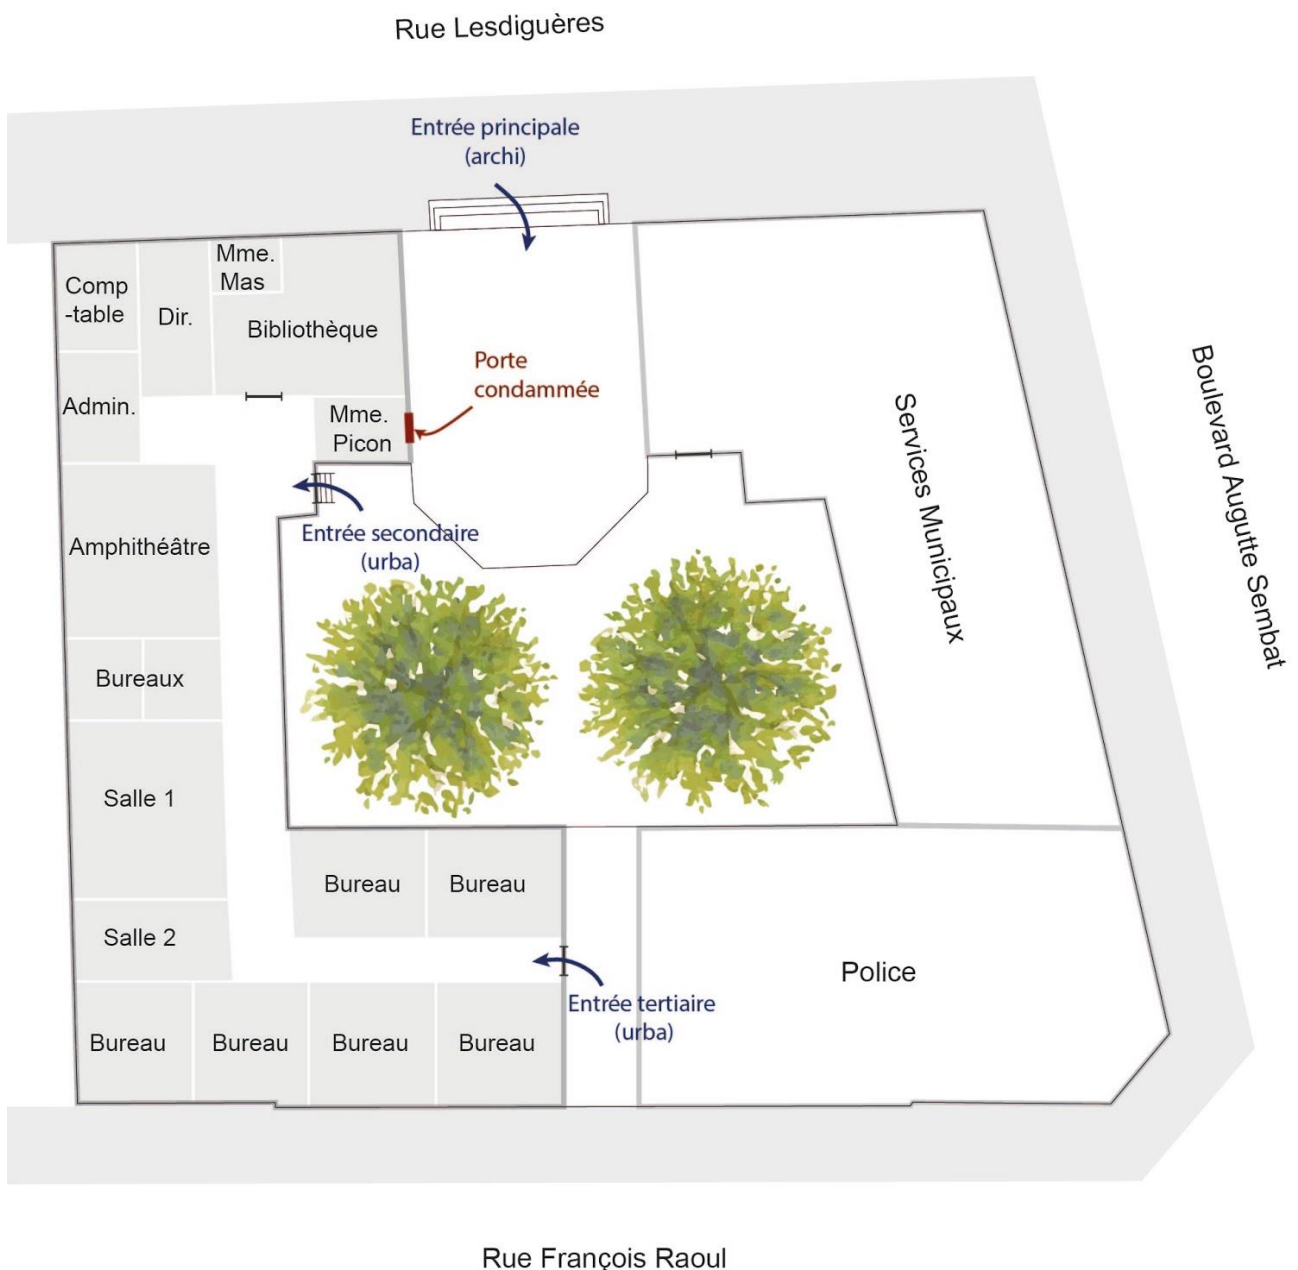 Rue Lesdiguères
Entrée principale
(archi)
Mme.
Mas
Comp
-table
Dir.
Bibliothèque
Porte
condammée
Admin.
Mme.
Picon
Services Municipaux
Boulevard Augutte Sembat
Entrée secondaire
(urba)
Amphithéâtre
Bureaux
Salle 1
Bureau
Bureau
Salle 2
Police
Entrée tertiaire
(urba)
Bureau
Bureau
Bureau
Bureau
Rue François Raoul